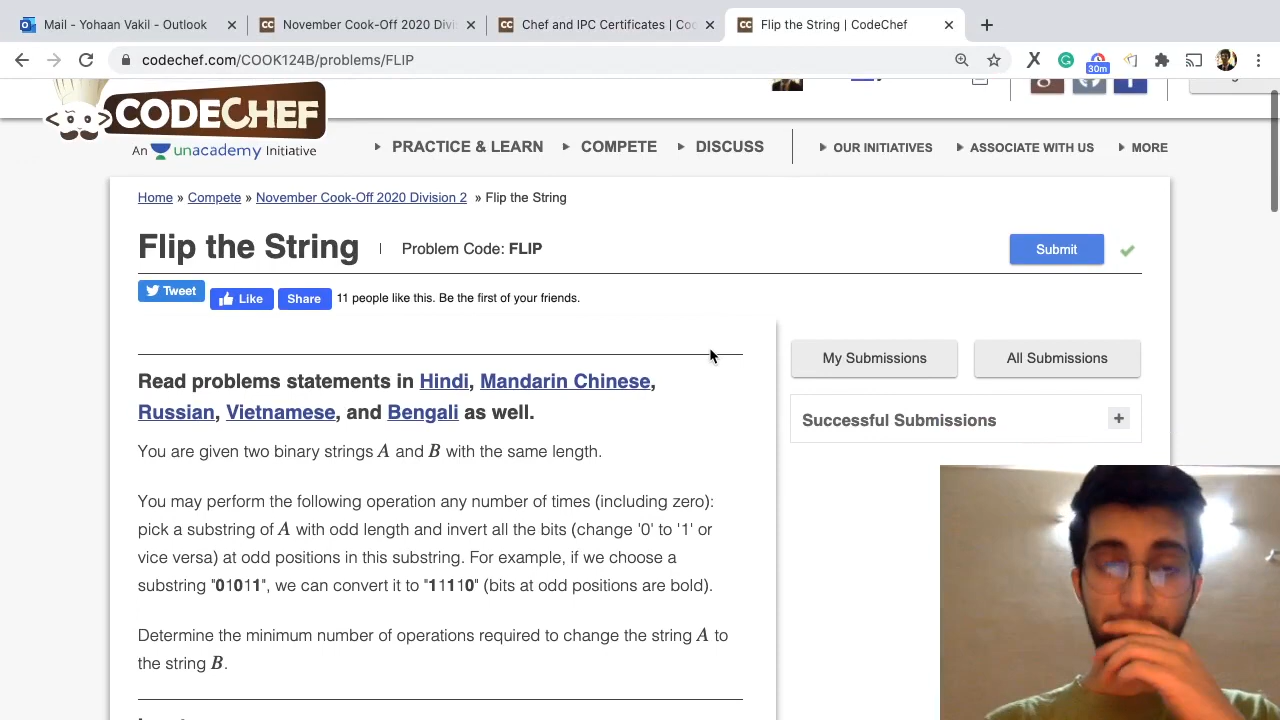 Mail - Yohaan Vakil - Outlook
November Cook-Off 2020 Divi
Chef and IPC Certificates | Coo
Flip the String | CodeChef
codechef.com/COOK124B/problems/FLIP
30m
CODECHEF
An unacademy Initiative
PRACTICE & LEARN
COMPETE
DISCUSS
OUR INITIATIVES
ASSOCIATE WITH US
MORE
Home » Compete » November Cook-Off 2020 Division 2 » Flip the String
Flip the String
Problem Code: FLIP
Submit
Tweet
Like
Share
11 people like this. Be the first of your friends.
My Submissions
All Submissions
Successful Submissions
Read problems statements in Hindi, Mandarin Chinese,
Russian, Vietnamese, and Bengali as well.
You are given two binary strings A and B with the same length.
You may perform the following operation any number of times (including zero):
pick a substring of A with odd length and invert all the bits (change '0' to '1' or
vice versa) at odd positions in this substring. For example, if we choose a
substring "01011", we can convert it to "11110" (bits at odd positions are bold).
Determine the minimum number of operations required to change the string A to
the string B.